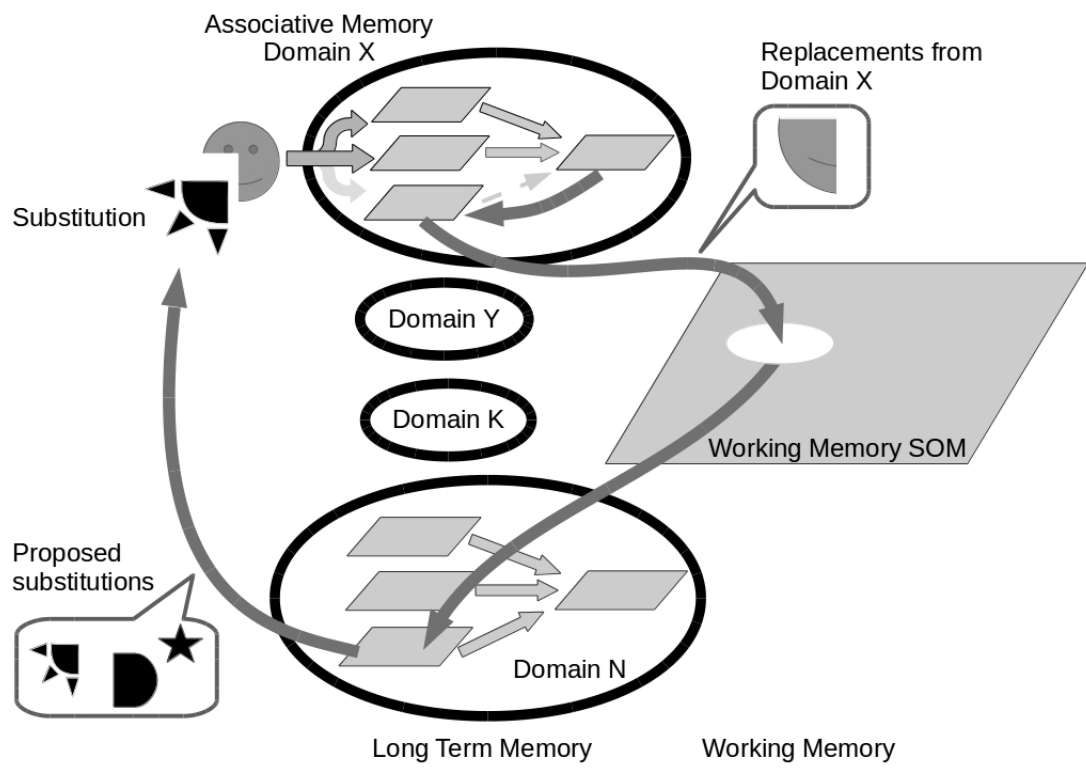 Associative Memory
Domain X
Replacements from
Domain X
Substitution
Domain Y
Domain K
Working Memory SOM
Proposed
substitutions
Domain N
Long Term Memory
Working Memory